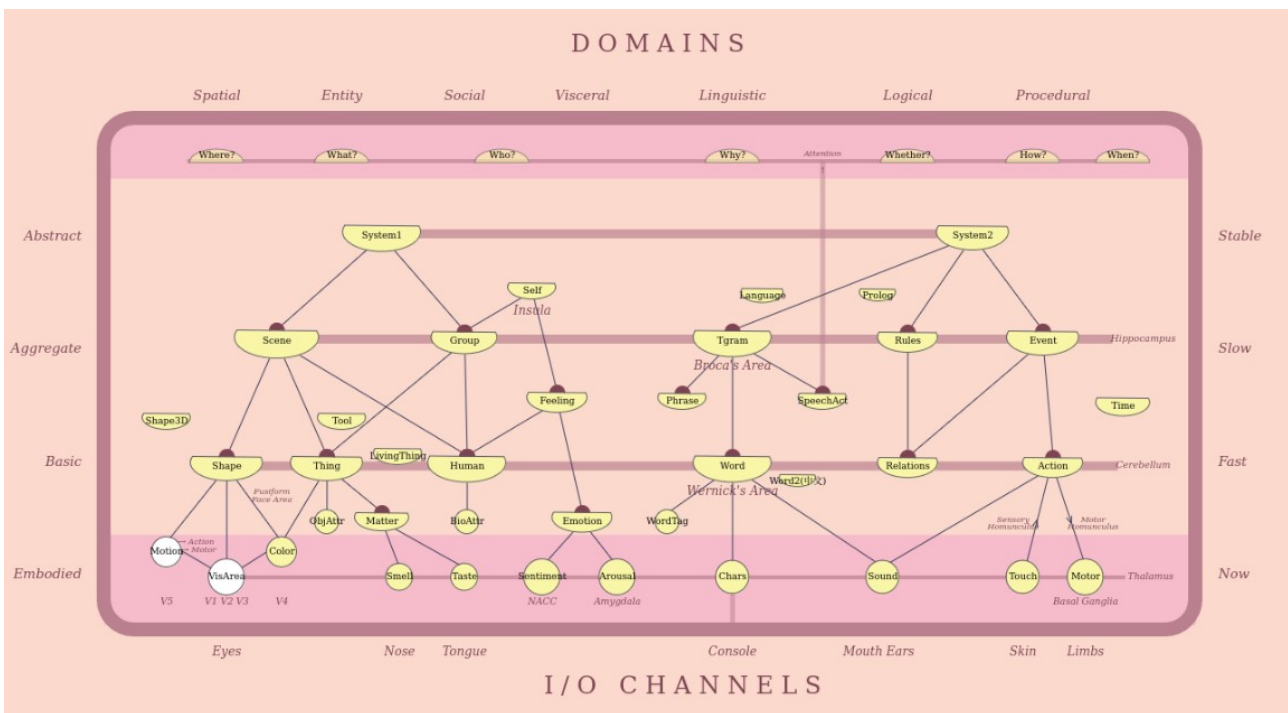 DOMAINS
Spatial Entity Social Visceral Linguistic Logical Procedural
Where? What? Who? Why? Attention Whether? How? When?
Abstract System1 System2 Stable
Self Language Prolog
Insula
Aggregate Scene Group Tgram Rules Event Hippocampus Slow
Broca's Area
Feeling Phrase SpeechAct Time
Shape3D Tool
LivingThing
Basic Shape Thing Human Word Relations Action Cerebellum Fast
Wernick's Area
Fusiform
Face Area
ObjAttr Matter BioAttr Emotion WordTag
Sensory Homunculus
Motor Homunculus
Motion Action
Motor
Color
Embodied VisArea Smell Taste Sentiment Arousal Chars Sound Touch Motor Thalamus Now
V5 V1 V2 V3 V4 NACC Amygdala Basal Ganglia
Eyes Nose Tongue Console Mouth Ears Skin Limbs
I/O CHANNELS